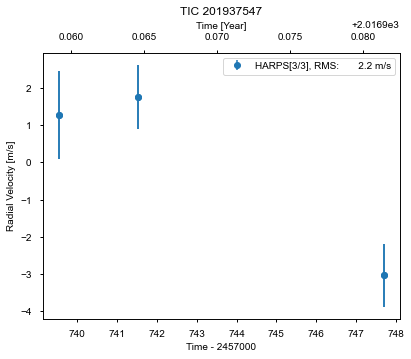 TIC 201937547
Time [Year]
+2.0169e3
0.060 0.065 0.070 0.075 0.080
HARPS[3/3], RMS: 2.2 m/s
Radial Velocity [m/s]
2
1
0
−1
−2
−3
−4
740 741 742 743 744 745 746 747 748
Time - 2457000